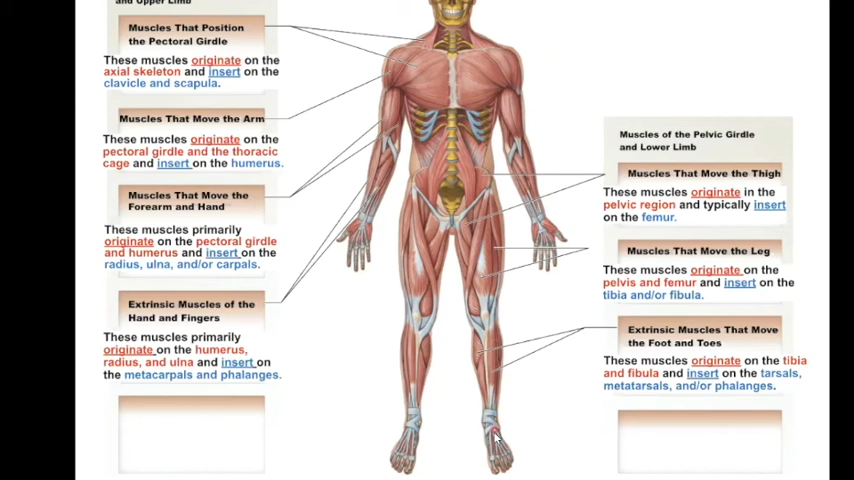 and Upper Limb
Muscles That Position
the Pectoral Girdle
These muscles originate on the
axial skeleton and insert on the
clavicle and scapula.
Muscles That Move the Arm
These muscles originate on the
pectoral girdle and the thoracic
cage and insert on the humerus.
Muscles That Move the
Forearm and Hand
These muscles primarily
originate on the pectoral girdle
and humerus and insert on the
radius, ulna, and/or carpals.
Extrinsic Muscles of the
Hand and Fingers
These muscles primarily
originate on the humerus,
radius, and ulna and insert on
the metacarpals and phalanges.
Muscles of the Pelvic Girdle
and Lower Limb
Muscles That Move the Thigh
These muscles originate in the
pelvic region and typically insert
on the femur.
Muscles That Move the Leg
These muscles originate on the
pelvis and femur and insert on the
tibia and/or fibula.
Extrinsic Muscles That Move
the Foot and Toes
These muscles originate on the tibia
and fibula and insert on the tarsals,
metatarsals, and/or phalanges.